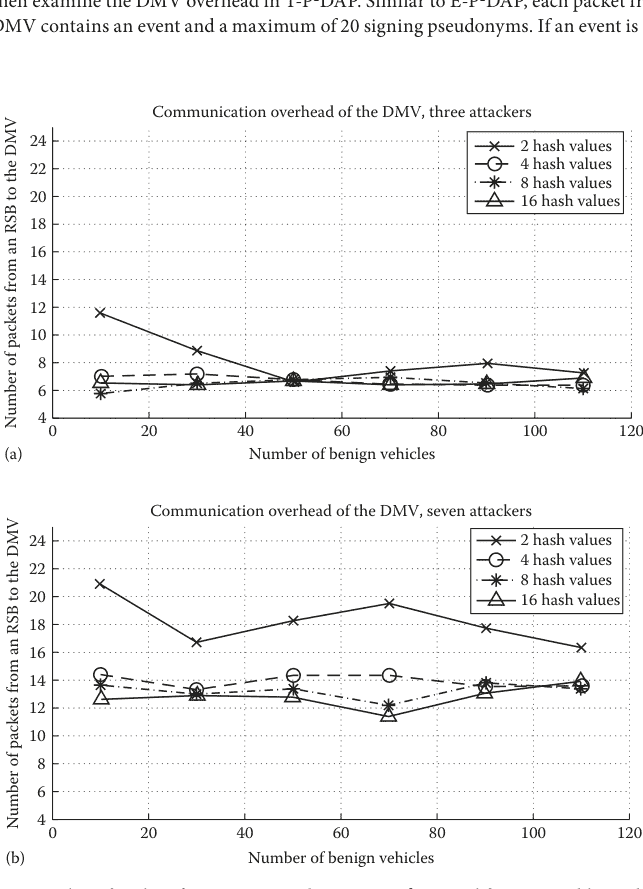 then examine the DMV overhead in T-P²DAP. Similar to E-P²DAP, each packet
DMV contains an event and a maximum of 20 signing pseudonyms. If an event is
Communication overhead of the DMV, three attackers
Number of packets from an RSB to the DMV
24
22
20
18
16
14
12
10
8
6
4
2 hash values
4 hash values
8 hash values
16 hash values
0 20 40 60 80 100 120
(a)
Number of benign vehicles
Communication overhead of the DMV, seven attackers
Number of packets from an RSB to the DMV
24
22
20
18
16
14
12
10
8
6
4
2 hash values
4 hash values
8 hash values
16 hash values
0 20 40 60 80 100 120
(b)
Number of benign vehicles